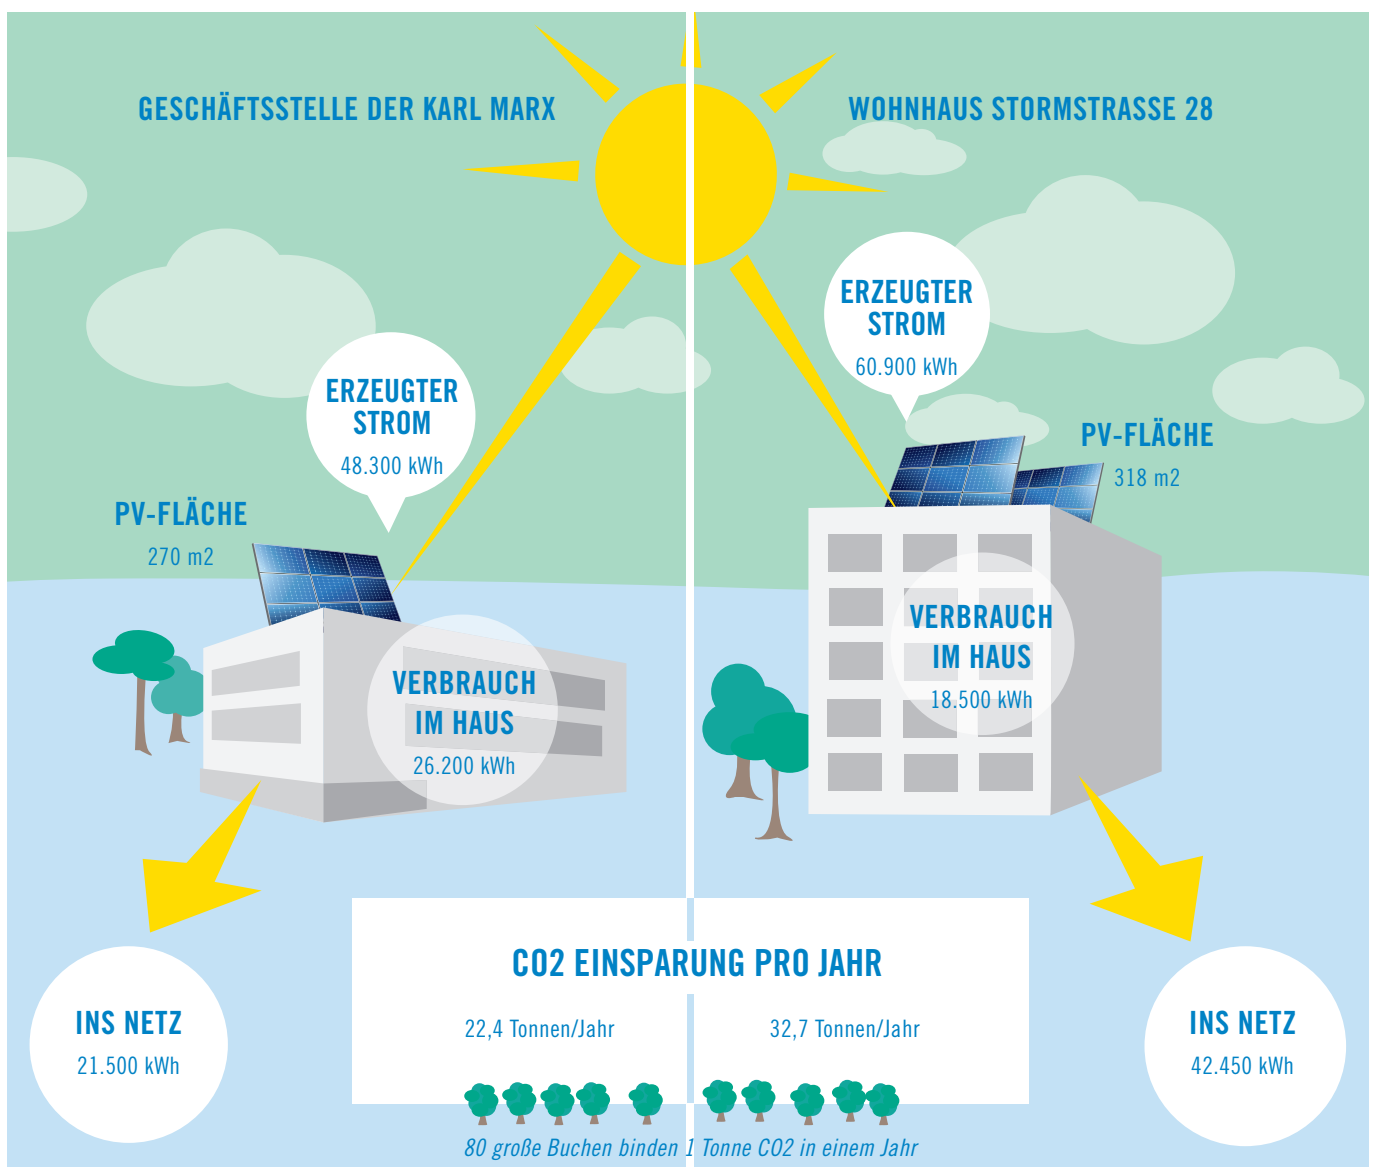 GESCHÄFTSSTELLE DER KARL MARX
ERZEUGTER
STROM
48.300 kWh
PV-FLÄCHE
270 m2
VERBRAUCH
IM HAUS
26.200 kWh
INS NETZ
21.500 kWh
WOHNHAUS STORMSTRASSE 28
ERZEUGTER
STROM
60.900 kWh
PV-FLÄCHE
318 m2
VERBRAUCH
IM HAUS
18.500 kWh
INS NETZ
42.450 kWh
CO2 EINSPARUNG PRO JAHR
22,4 Tonnen/Jahr
32,7 Tonnen/Jahr
80 große Buchen binden 1 Tonne CO2 in einem Jahr